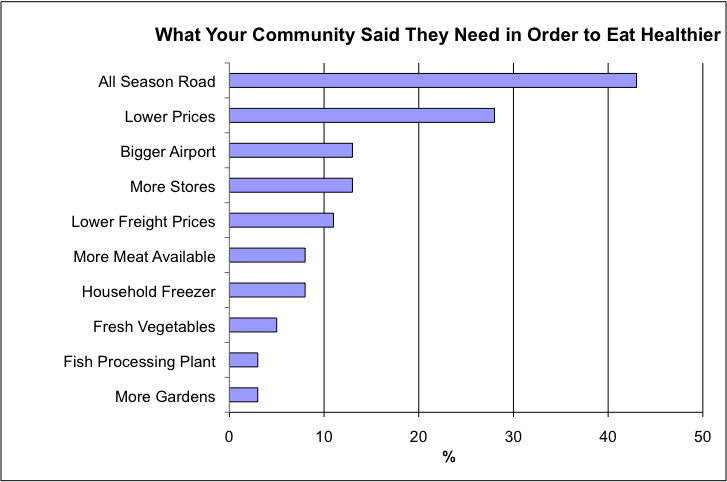 What Your Community Said They Need in Order to Eat Healthier
All Season Road
Lower Prices
Bigger Airport
More Stores
Lower Freight Prices
More Meat Available
Household Freezer
Fresh Vegetables
Fish Processing Plant
More Gardens
0 10 20 30 40 50
%